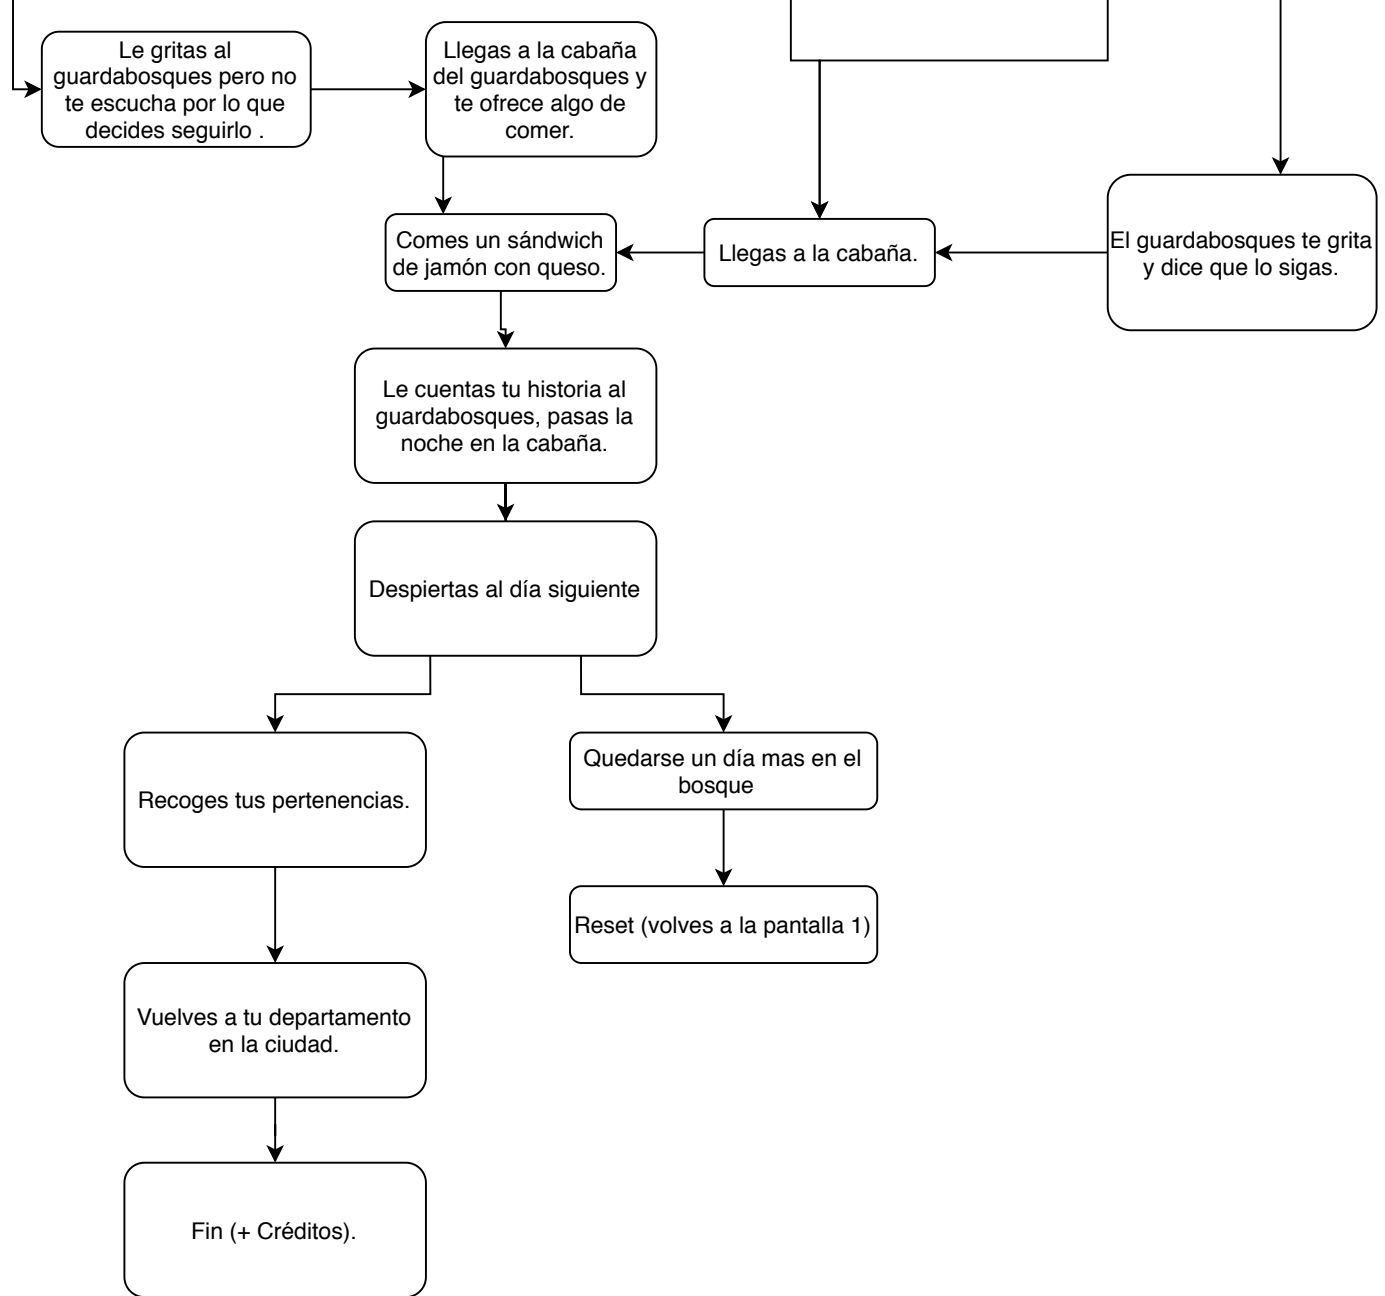 Le gritas al
guardabosques pero no
te escucha por lo que
decides seguirlo .
Llegas a la cabaña
del guardabosques y
te ofrece algo de
comer.
Comes un sándwich
de jamón con queso.
Llegas a la cabaña.
El guardabosques te grita
y dice que lo sigas.
Le cuentas tu historia al
guardabosques, pasas la
noche en la cabaña.
Despiertas al día siguiente
Recoges tus pertenencias.
Quedarse un día mas en el
bosque
Reset (volves a la pantalla 1)
Vuelves a tu departamento
en la ciudad.
Fin (+ Créditos).